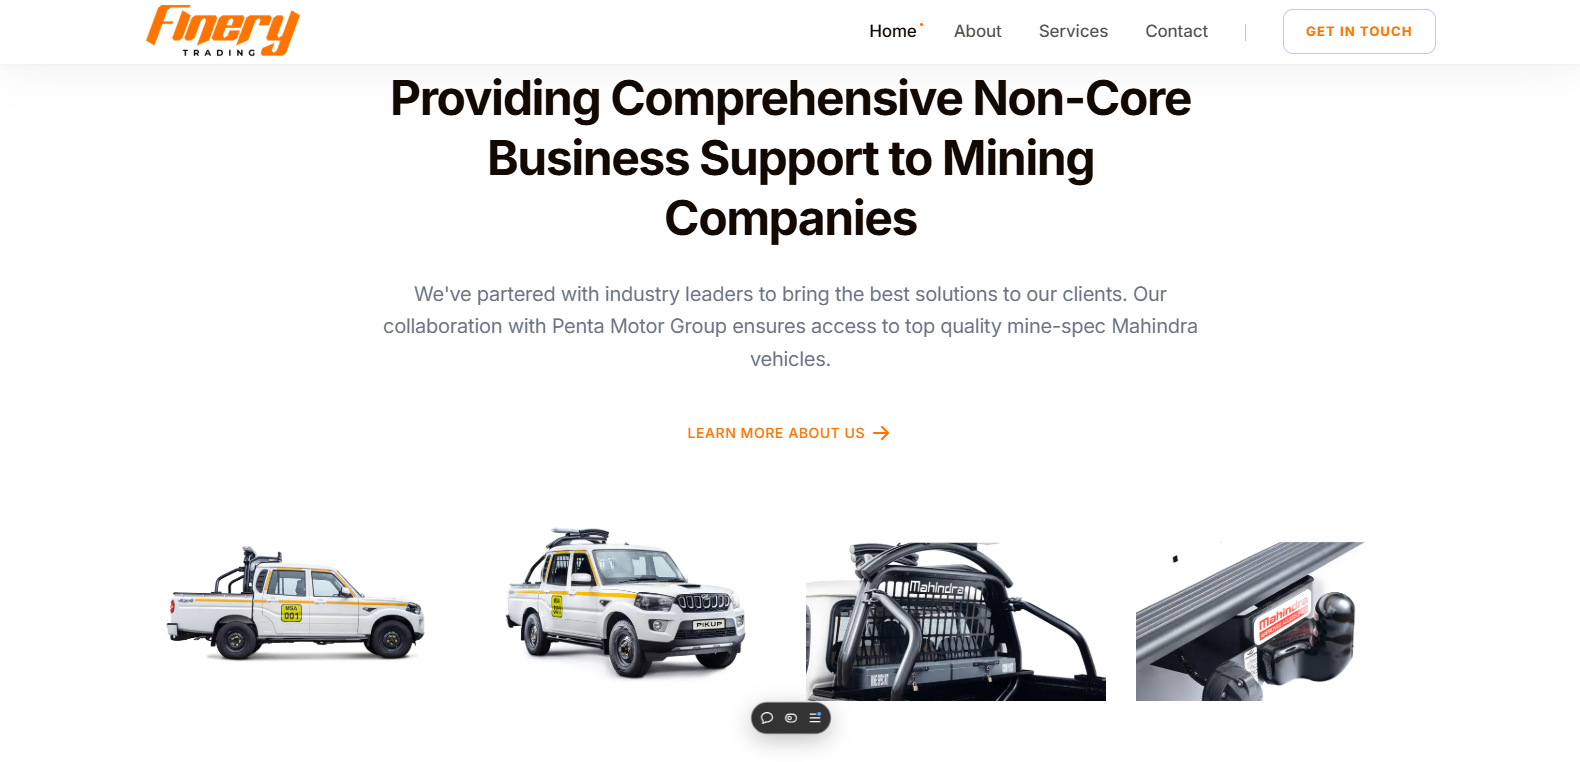 Finery
TRADING
Home
About
Services
Contact
GET IN TOUCH
Providing Comprehensive Non-Core
Business Support to Mining
Companies
We've partered with industry leaders to bring the best solutions to our clients. Our
collaboration with Penta Motor Group ensures access to top quality mine-spec Mahindra
vehicles.
LEARN MORE ABOUT US
MSA
001
PIKUP
Mahindra
Mahindra